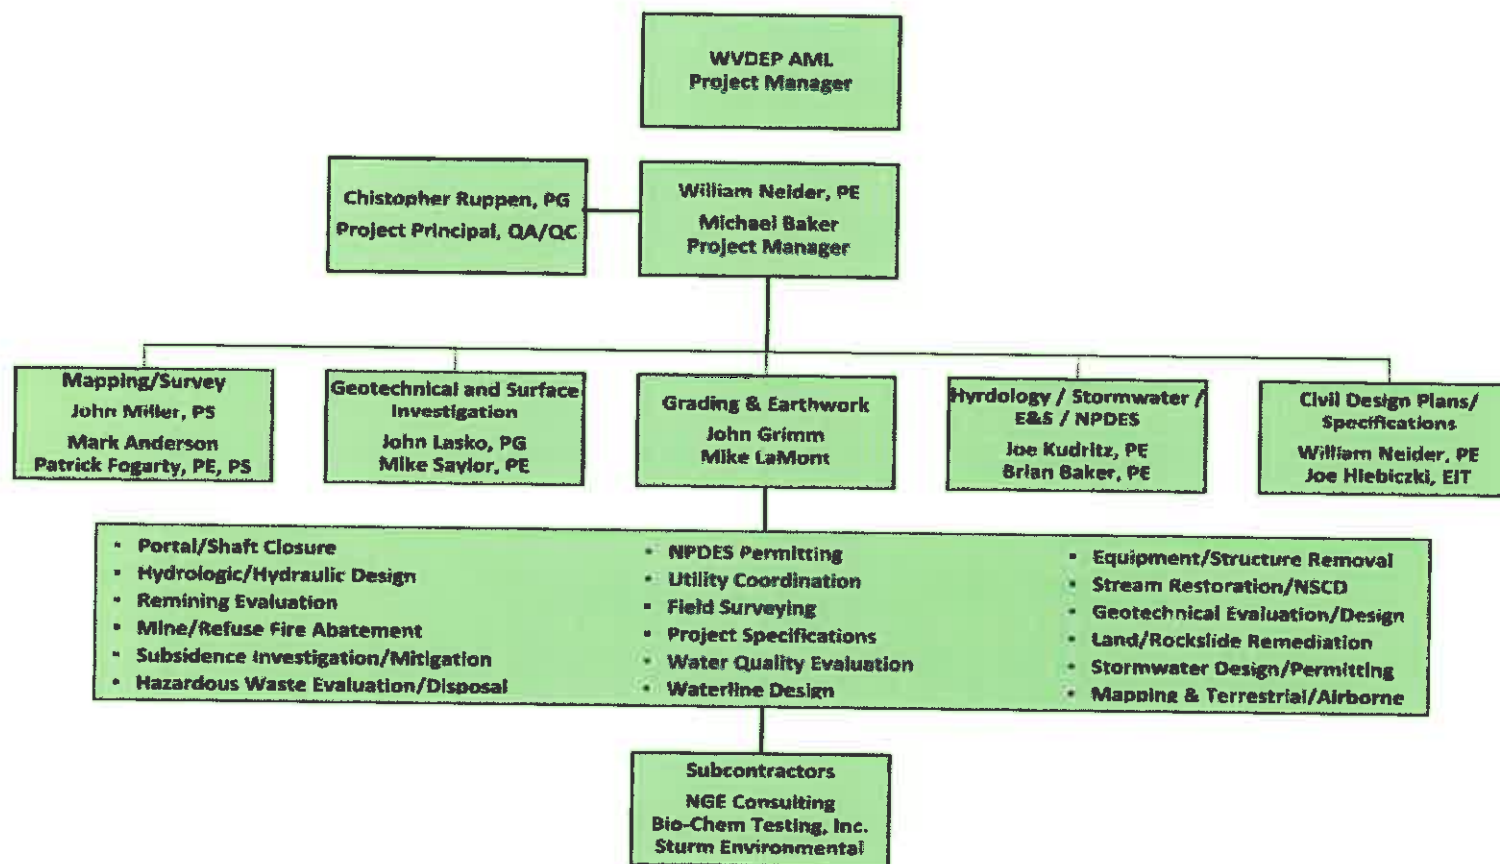 WVDEP AML
Project Manager
Chistopher Ruppen, PG
Project Principal, QA/QC
William Neider, PE
Michael Baker
Project Manager
Mapping/Survey
John Miller, PS
Mark Anderson
Patrick Fogarty, PE, PS
Geotechnical and Surface
Investigation
John Lasko, PG
Mike Saylor, PE
Grading & Earthwork
John Grimm
Mike LaMont
Hyrdology / Stormwater /
E&S / NPDES
Joe Kudritz, PE
Brian Baker, PE
Civil Design Plans/
Specifications
William Neider, PE
Joe Hlebiczki, EIT
• Portal/Shaft Closure
• Hydrologic/Hydraulic Design
• Remining Evaluation
• Mine/Refuse Fire Abatement
• Subsidence Investigation/Mitigation
• Hazardous Waste Evaluation/Disposal
• NPDES Permitting
• Utility Coordination
• Field Surveying
• Project Specifications
• Water Quality Evaluation
• Waterline Design
• Equipment/Structure Removal
• Stream Restoration/NSCD
• Geotechnical Evaluation/Design
• Land/Rockslide Remediation
• Stormwater Design/Permitting
• Mapping & Terrestrial/Airborne
Subcontractors
NGE Consulting
Bio-Chem Testing, Inc.
Sturm Environmental